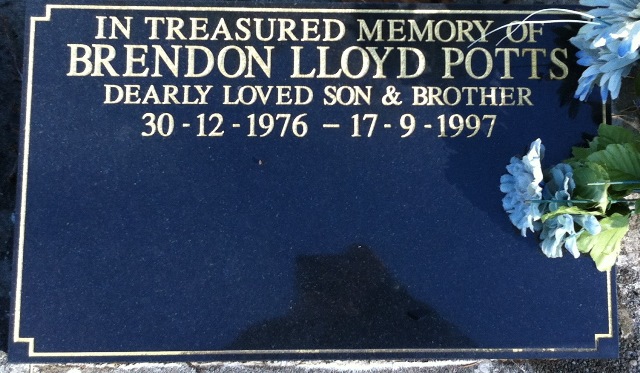 IN TREASURED MEMORY OF
BRENDON LLOYD POTTS
DEARLY LOVED SON & BROTHER
30-12-1976 - 17-9-1997